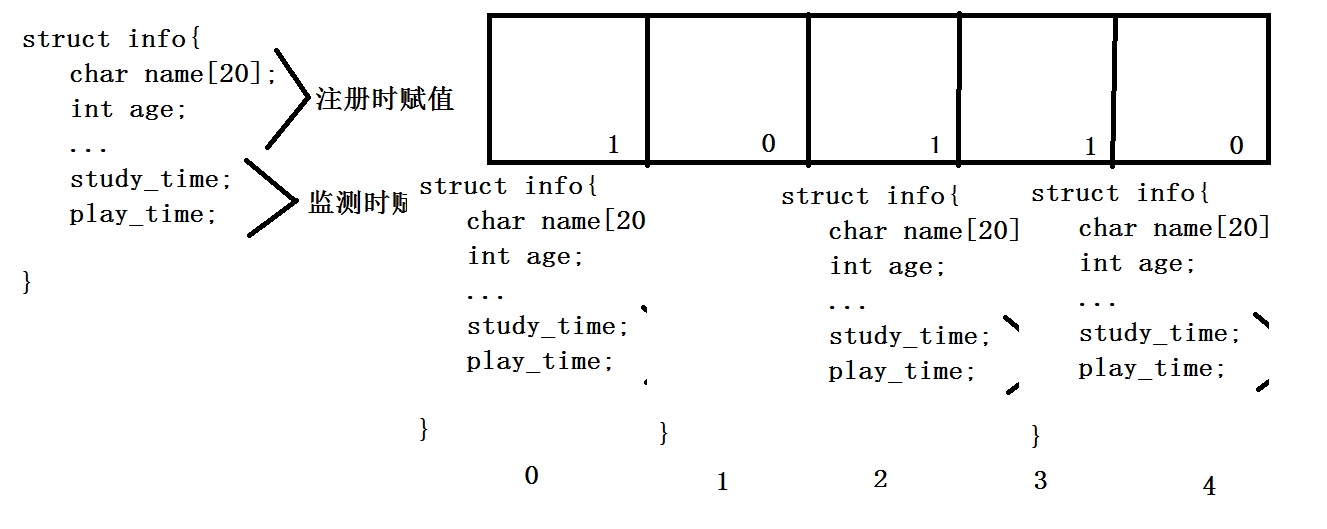 struct info{
char name[20];
int age;
...
study_time;
play_time;
}
注册时赋值
监测时
1 0 1 1 0
struct info{
char name[20
int age;
...
study_time;
play_time;
}
}
struct info{
char name[20]
int age;
...
study_time;
play_time;
struct info{
char name[20]
int age;
...
study_time;
play_time;
}
0 1 2 3 4